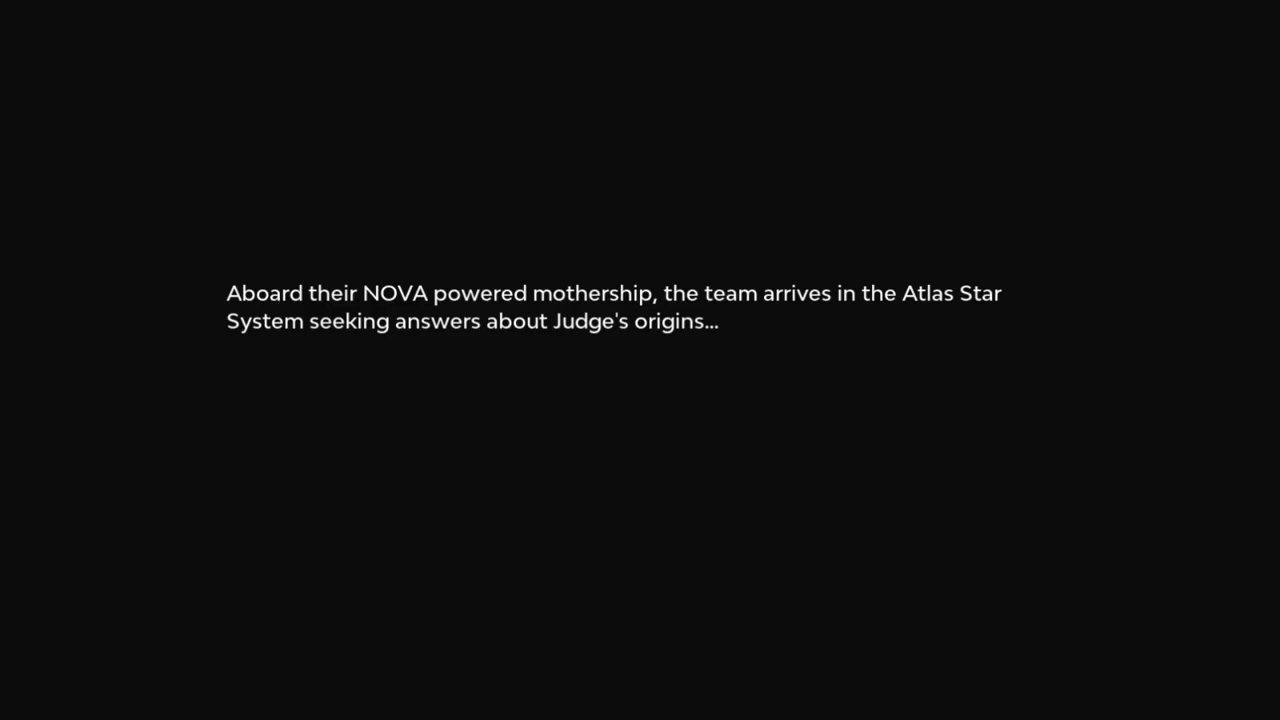 Aboard their NOVA powered mothership, the team arrives in the Atlas Star
System seeking answers about Judge's origins...